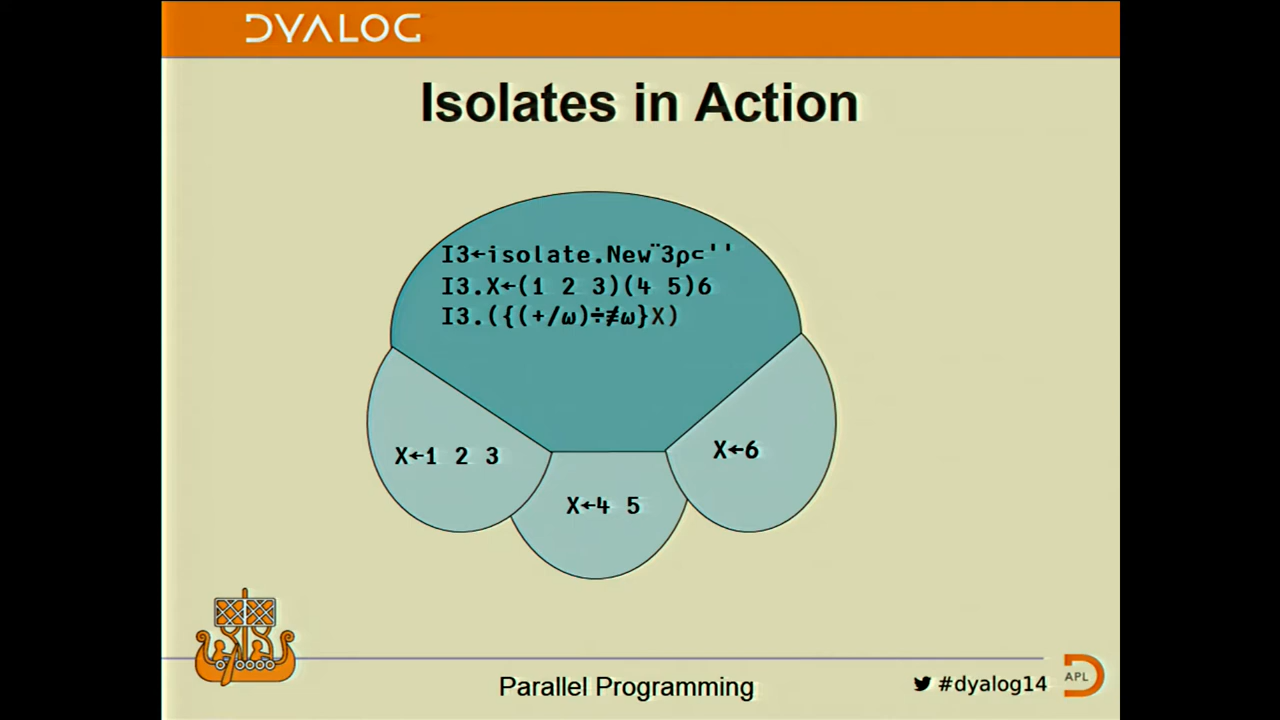 DYALOG
Isolates in Action
I3←isolate.New¨3⍴⊂''
I3.X←(1 2 3)(4 5)6
I3.({(+/⍵)÷≢⍵}X)
X←1 2 3
X←4 5
X←6
Parallel Programming
#dyalog14
APL